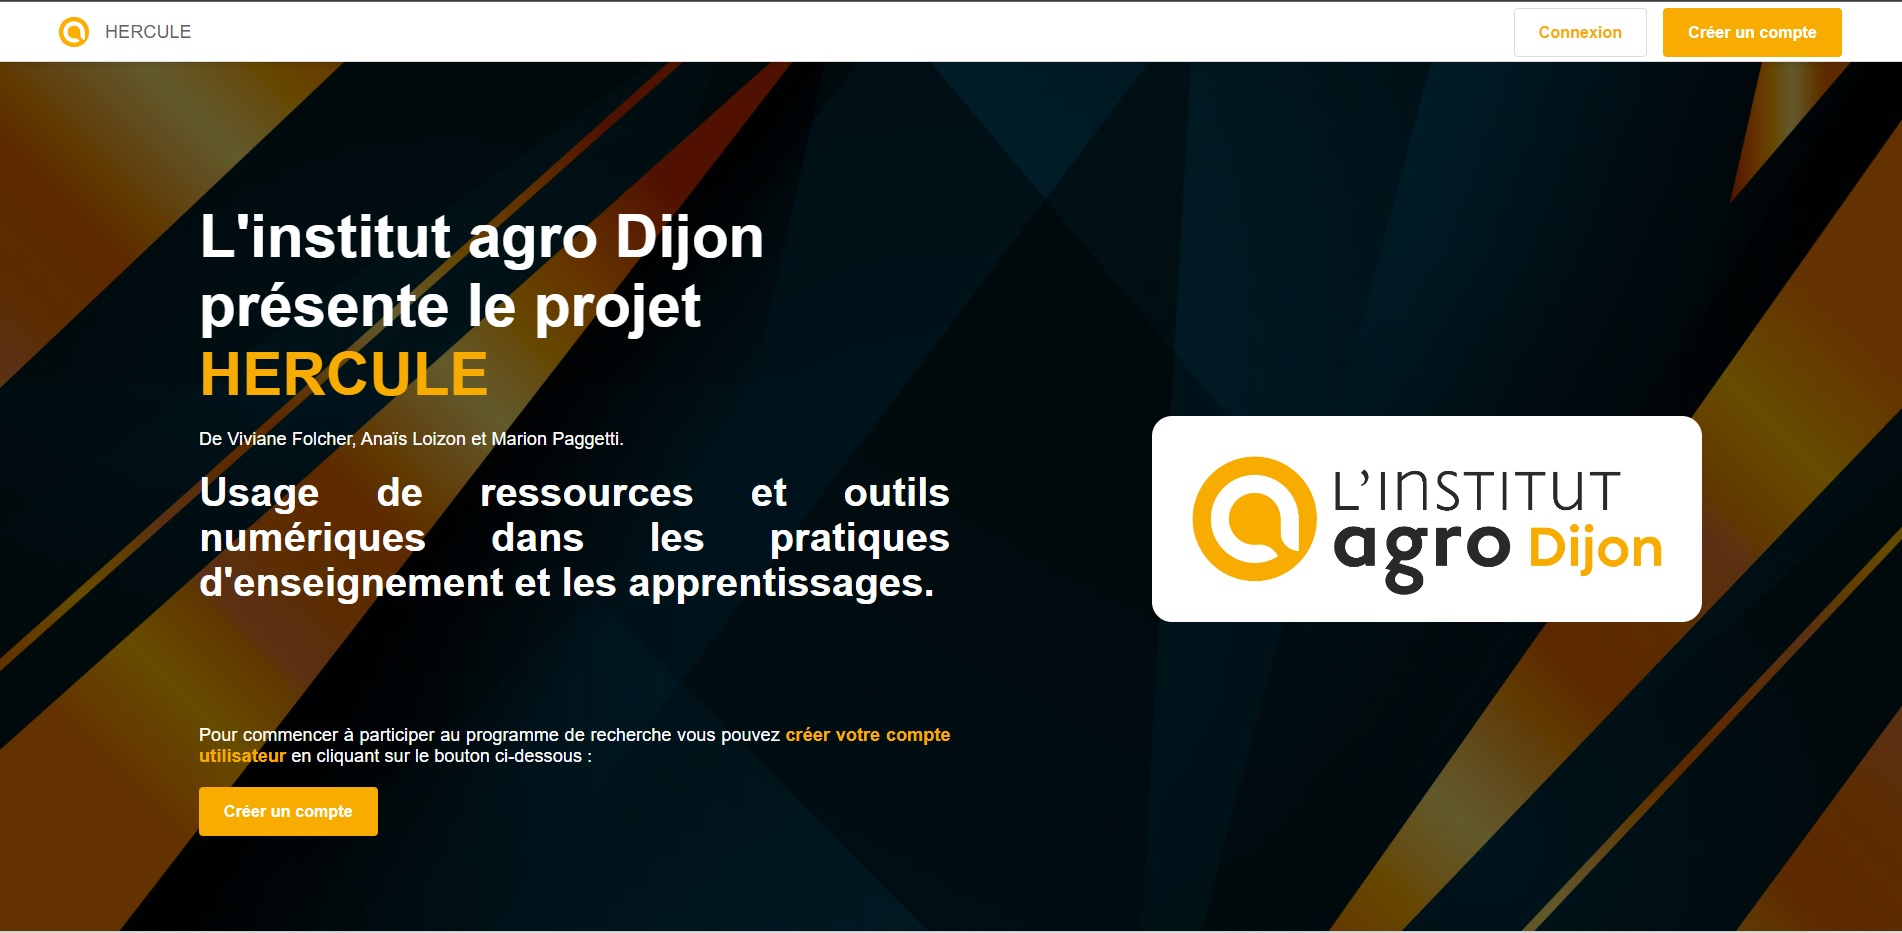 HERCULE
Connexion
Créer un compte
L'institut agro Dijon
présente le projet
HERCULE
De Viviane Folcher, Anaïs Loizon et Marion Paggetti.
Usage de ressources et outils
numériques dans les pratiques
d'enseignement et les apprentissages.
L'INSTITUT
agro Dijon
Pour commencer à participer au programme de recherche vous pouvez créer votre compte
utilisateur en cliquant sur le bouton ci-dessous :
Créer un compte